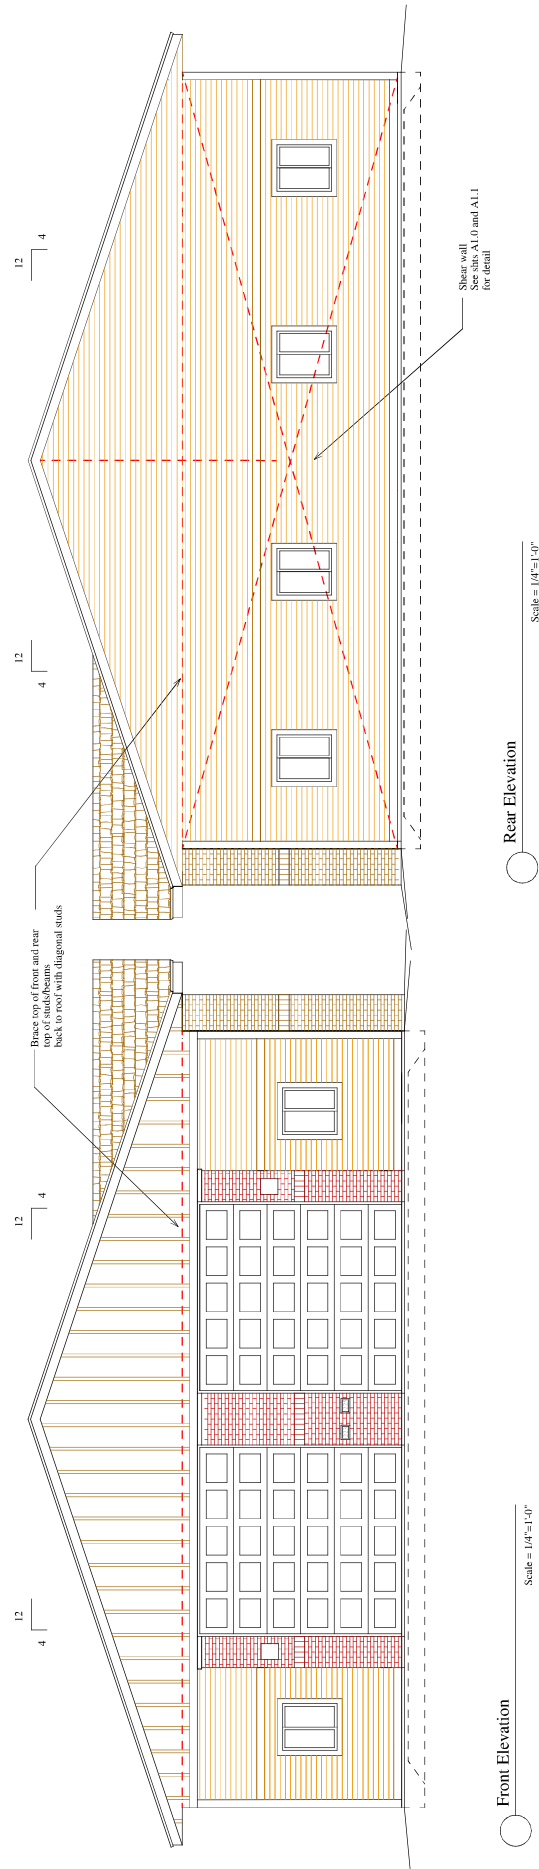 12
4
12
4
Brace top of front and rear
top of studs/beams
back to roof with diagonal studs
12
4
12
4
Shear wall
See shts A1.0 and A1.1
for detail
Front Elevation
Scale = 1/4"=1'-0"
Rear Elevation
Scale = 1/4"=1'-0"